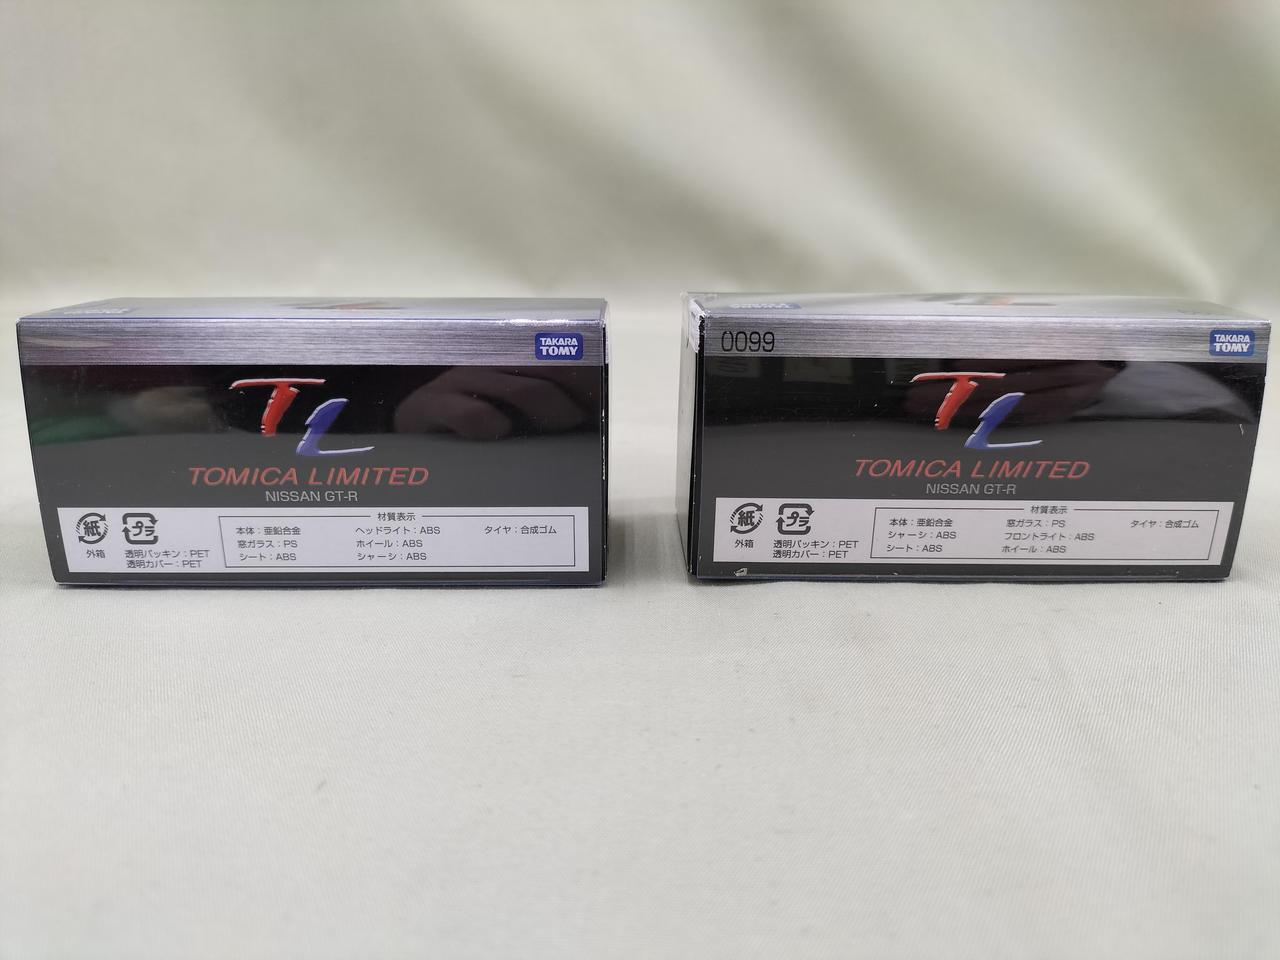 TAKARA
TOMY
TL
TOMICA LIMITED
NISSAN GT-R
紙
外箱
プラ
透明パッキン：PET
透明カバー：PET
材質表示
本体：亜鉛合金
ヘッドライト：ABS
タイヤ：合成ゴム
窓ガラス：PS
ホイール：ABS
シート：ABS
シャーシ：ABS
0099
TAKARA
TOMY
TL
TOMICA LIMITED
NISSAN GT-R
紙
外箱
プラ
透明パッキン：PET
透明カバー：PET
材質表示
本体：亜鉛合金
窓ガラス：PS
タイヤ：合成ゴム
シャーシ：ABS
フロントライト：ABS
シート：ABS
ホイール：ABS